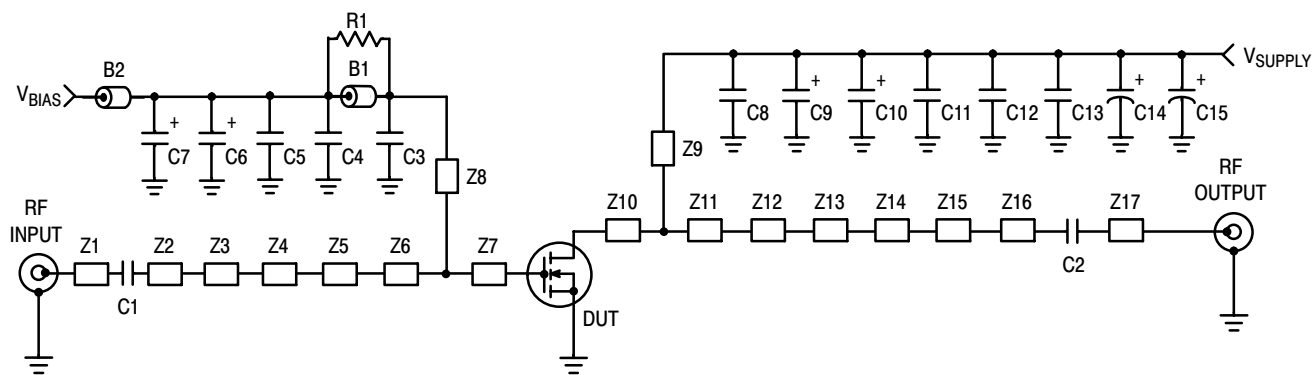 R1
B2
B1
VBIAS
VSUPPLY
+
+
+
+
+
+
C7
C6
C5
C4
C3
C8
C9
C10
C11
C12
C13
C14
C15
Z8
Z9
RF
INPUT
RF
OUTPUT
Z1
Z2
Z3
Z4
Z5
Z6
Z7
Z10
Z11
Z12
Z13
Z14
Z15
Z16
Z17
C1
C2
DUT